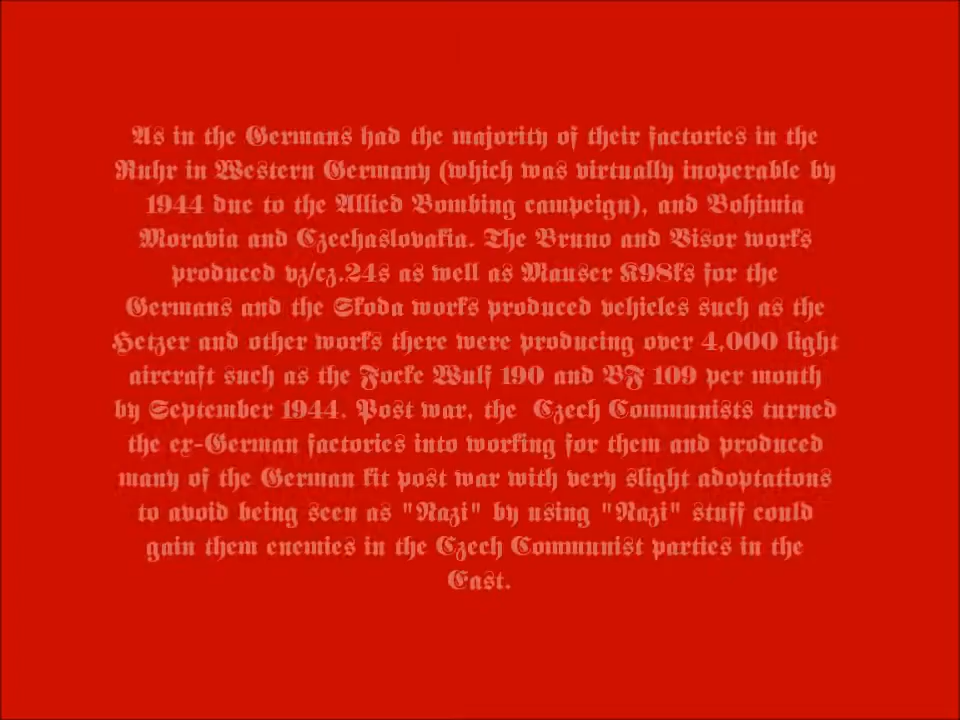 As in the Germans had the majority of their factories in the
Ruhr in Western Germany (which was virtually inoperable by
1944 due to the Allied Bombing campeign), and Bohimia
Moravia and Czechaslovakia. The Bruno and Visor works
produced vz/cz.24s as well as Mauser K98ks for the
Germans and the Skoda works produced vehicles such as the
Hetzer and other works there were producing over 4,000 light
aircraft such as the Focke Wulf 190 and BF 109 per month
by September 1944. Post war, the Czech Communists turned
the ex-German factories into working for them and produced
many of the German kit post war with very slight adoptations
to avoid being seen as "Nazi" by using "Nazi" stuff could
gain them enemies in the Czech Communist parties in the
East.